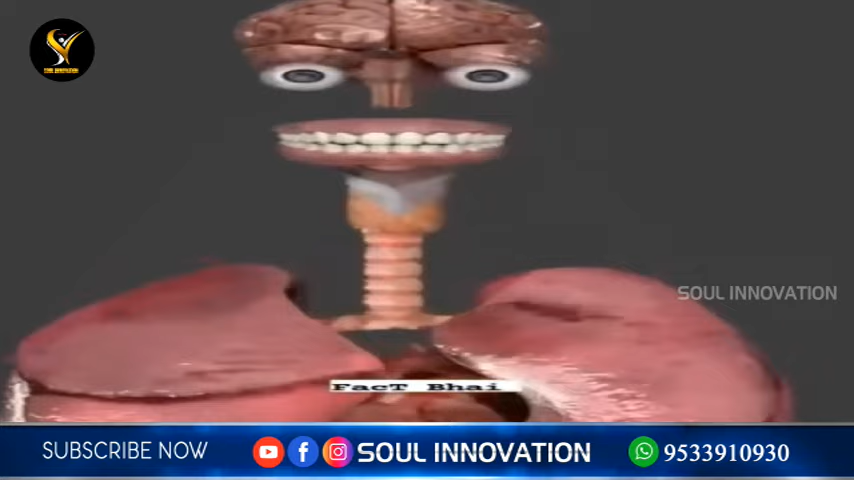 SOUL INNOVATION
FacT Bhai
SUBSCRIBE NOW
SOUL INNOVATION
9533910930